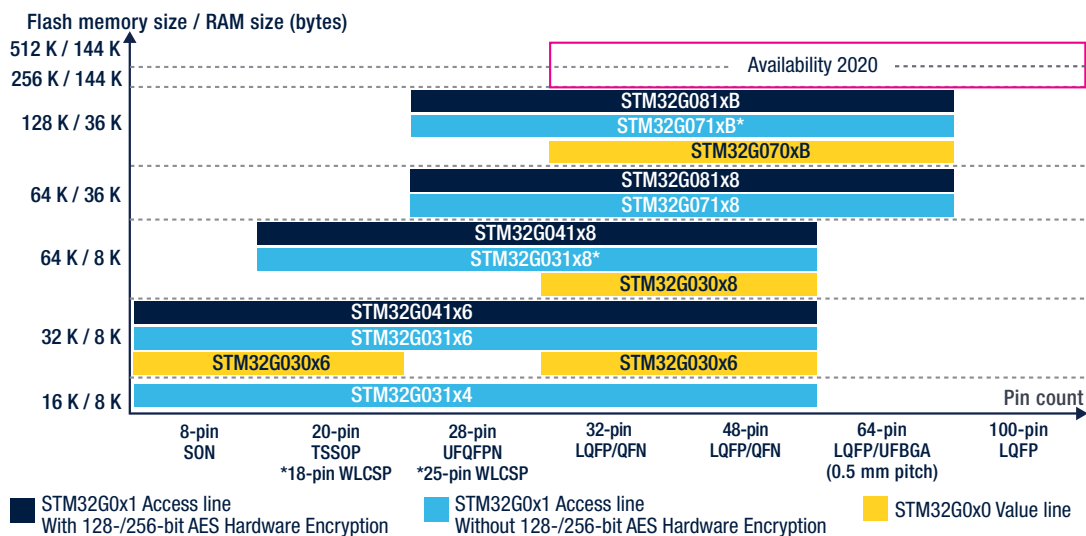 Flash memory size / RAM size (bytes)
512 K / 144 K
Availability 2020
256 K / 144 K
STM32G081xB
128 K / 36 K
STM32G071xB*
STM32G070xB
STM32G081x8
64 K / 36 K
STM32G071x8
STM32G041x8
64 K / 8 K
STM32G031x8*
STM32G030x8
STM32G041x6
32 K / 8 K
STM32G031x6
STM32G030x6
STM32G030x6
STM32G031x4
16 K / 8 K
Pin count
8-pin
SON
20-pin
TSSOP
*18-pin WLCSP
28-pin
UFQFPN
*25-pin WLCSP
32-pin
LQFP/QFN
48-pin
LQFP/QFN
64-pin
LQFP/UFBGA
(0.5 mm pitch)
100-pin
LQFP
STM32G0x1 Access line
With 128-/256-bit AES Hardware Encryption
STM32G0x1 Access line
Without 128-/256-bit AES Hardware Encryption
STM32G0x0 Value line